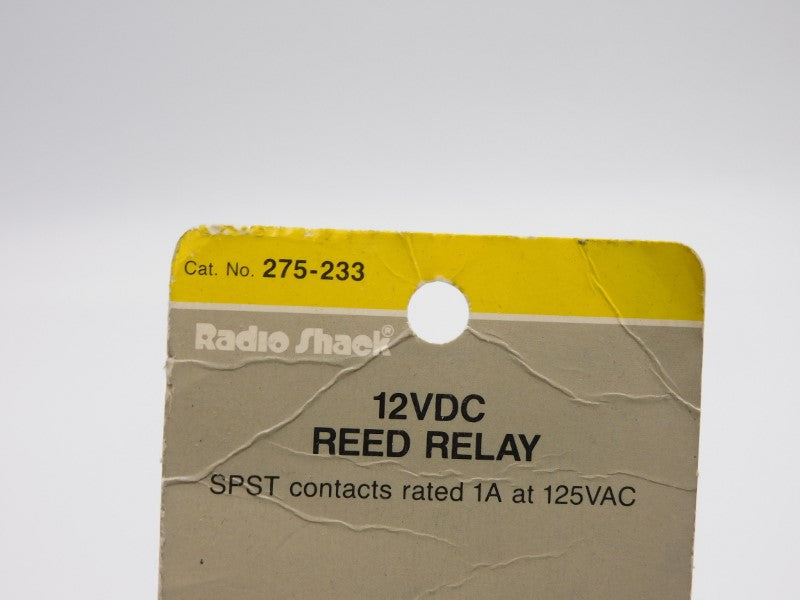 Cat. No. 275-233
Radio Shack®
12VDC
REED RELAY
SPST contacts rated 1A at 125VAC